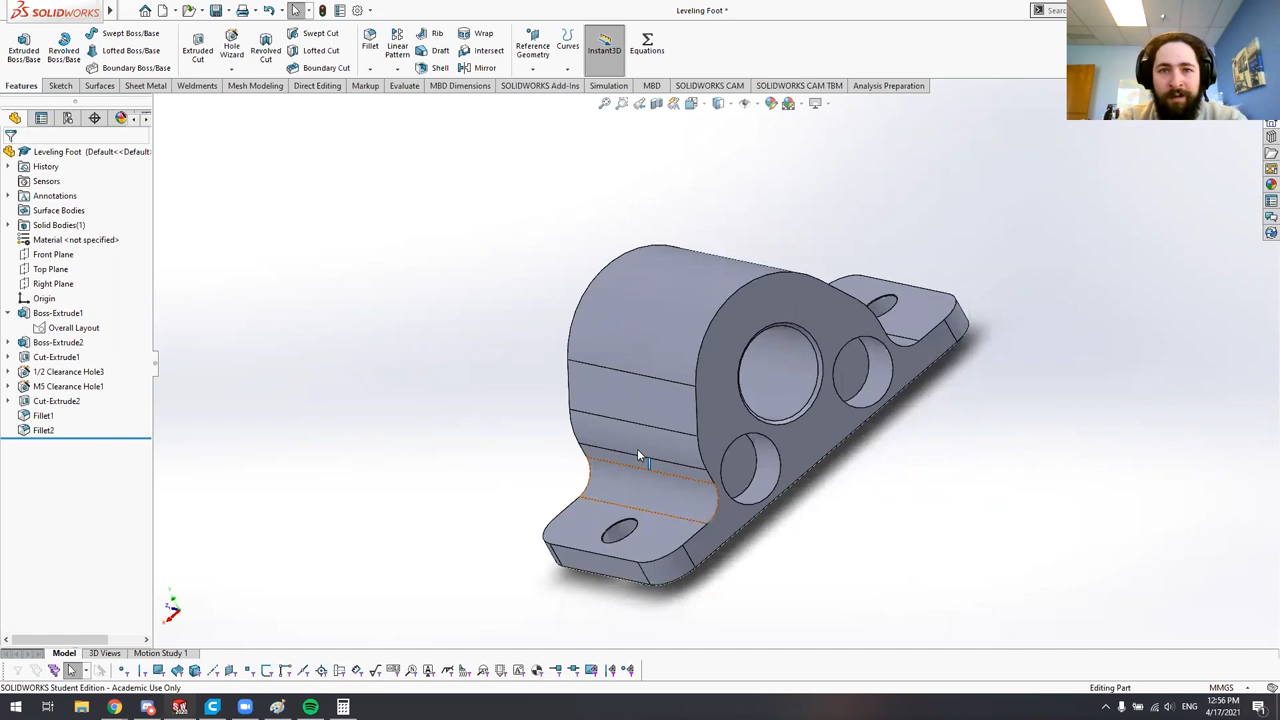 SOLIDWORKS
Leveling Foot *
Sear
Extruded Boss/Base
Revolved Boss/Base
Swept Boss/Base
Lofted Boss/Base
Boundary Boss/Base
Extruded Cut
Hole Wizard
Revolved Cut
Swept Cut
Lofted Cut
Boundary Cut
Fillet
Linear Pattern
Rib
Draft
Shell
Wrap
Intersect
Mirror
Reference Geometry
Curves
Instant3D
Equations
Features
Sketch
Surfaces
Sheet Metal
Weldments
Mesh Modeling
Direct Editing
Markup
Evaluate
MBD Dimensions
SOLIDWORKS Add-Ins
Simulation
MBD
SOLIDWORKS CAM
SOLIDWORKS CAM TBM
Analysis Preparation
Leveling Foot (Default<<Default>
History
Sensors
Annotations
Surface Bodies
Solid Bodies(1)
Material <not specified>
Front Plane
Top Plane
Right Plane
Origin
Boss-Extrude1
Overall Layout
Boss-Extrude2
Cut-Extrude1
1/2 Clearance Hole3
M5 Clearance Hole1
Cut-Extrude2
Fillet1
Fillet2
Model
3D Views
Motion Study 1
SOLIDWORKS Student Edition - Academic Use Only
Editing Part
MMGS
ENG
12:56 PM
4/17/2021